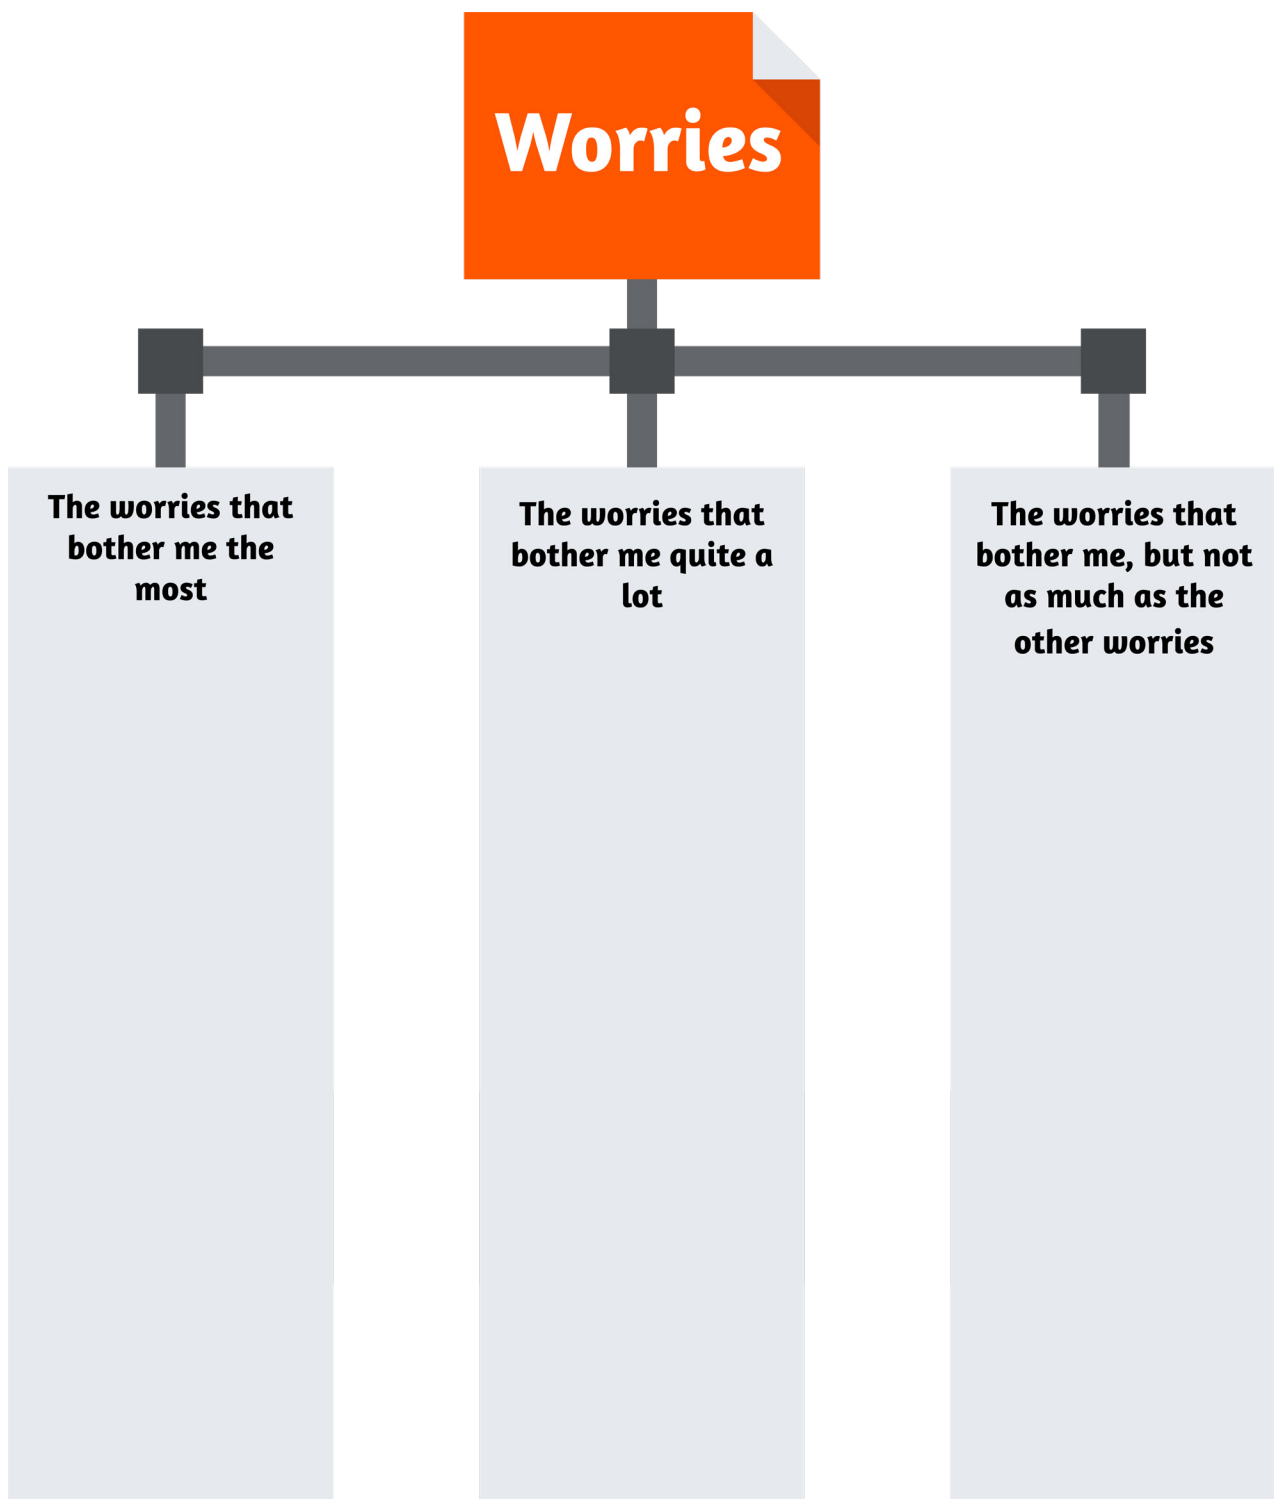 Worries
The worries that
bother me the
most
The worries that
bother me quite a
lot
The worries that
bother me, but not
as much as the
other worries